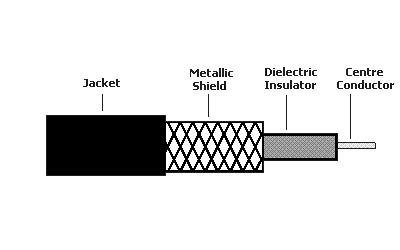 Jacket
Metallic
Shield
Dielectric
Insulator
Centre
Conductor